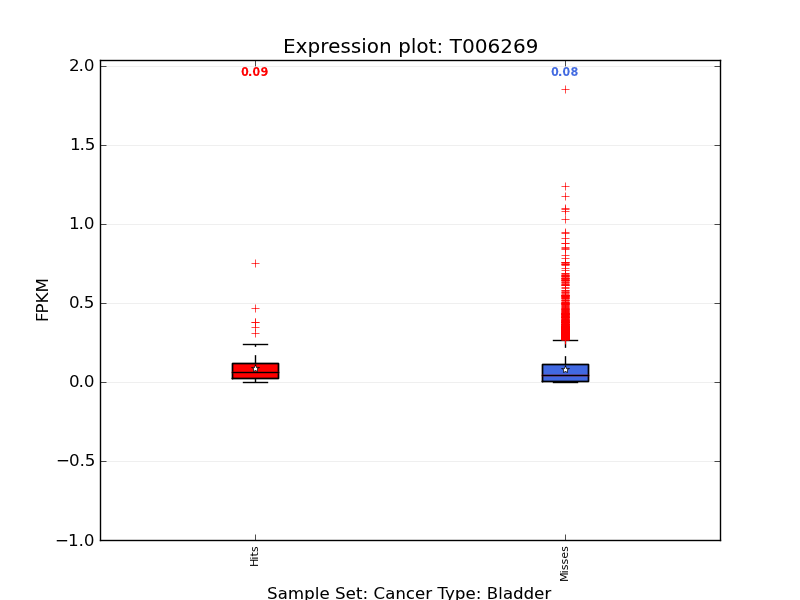 Expression plot: T006269
0.09
0.08
2.0
1.5
1.0
0.5
0.0
−0.5
−1.0
FPKM
Hits
Misses
Sample Set: Cancer Type: Bladder